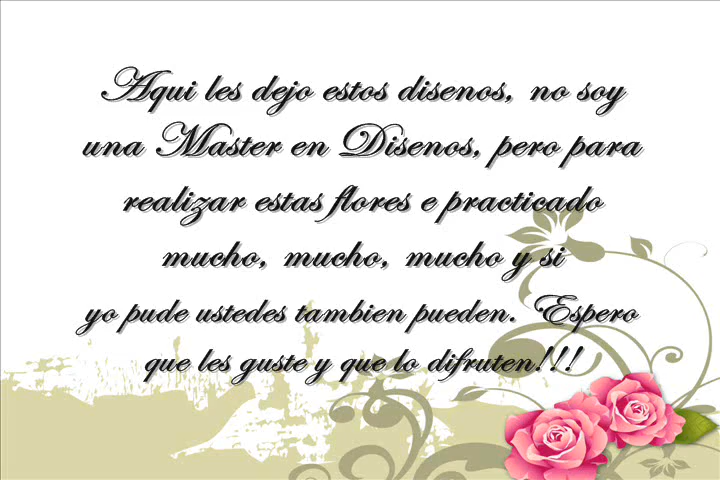 Aqui les dejo estos disenos, no soy
una Master en Disenos, pero para
realizar estas flores e practicado
mucho, mucho, mucho y si
yo pude ustedes tambien pueden. Espero
que les guste y que lo difruten!!!